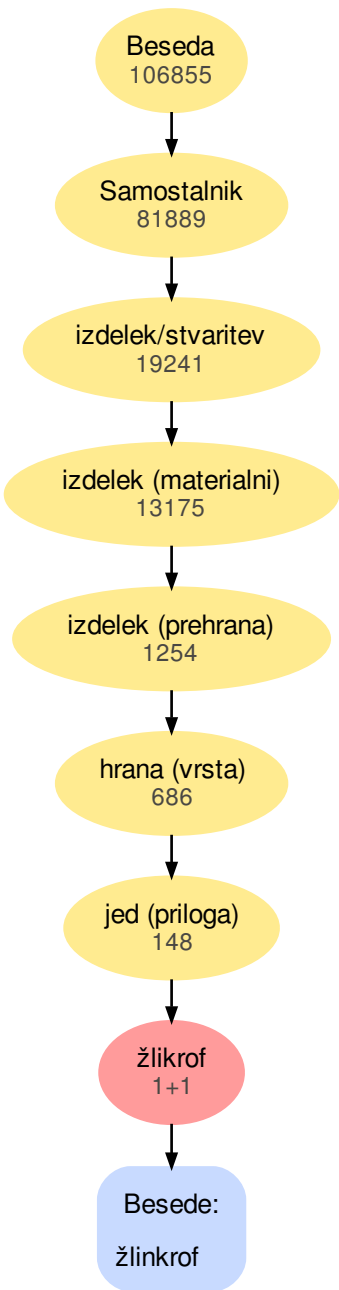 Beseda
106855
Samostalnik
81889
izdelek/stvaritev
19241
izdelek (materialni)
13175
izdelek (prehrana)
1254
hrana (vrsta)
686
jed (priloga)
148
žlikrof
1+1
Besede:
žlinkrof